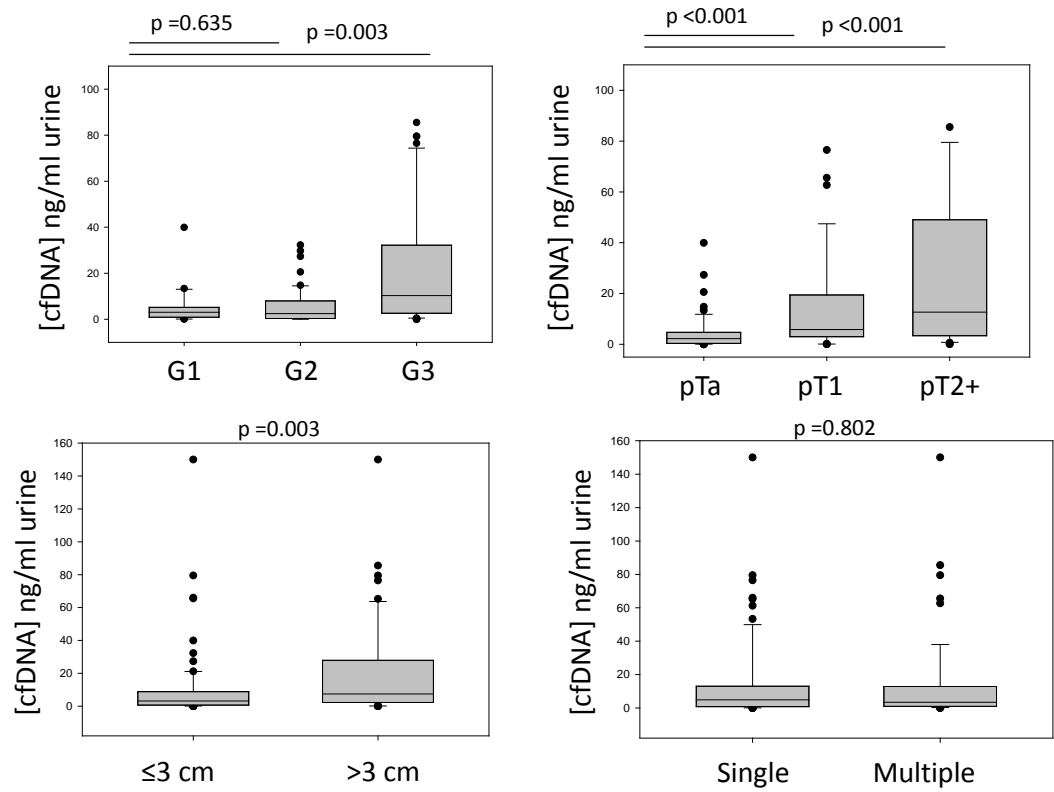 p =0.635
p =0.003
[cfDNA] ng/ml urine
100
80
60
40
20
0
G1 G2 G3
p <0.001
p <0.001
[cfDNA] ng/ml urine
100
80
60
40
20
0
pTa pT1 pT2+
p =0.003
[cfDNA] ng/ml urine
160
140
120
100
80
60
40
20
0
≤3 cm >3 cm
p =0.802
[cfDNA] ng/ml urine
160
140
120
100
80
60
40
20
0
Single Multiple